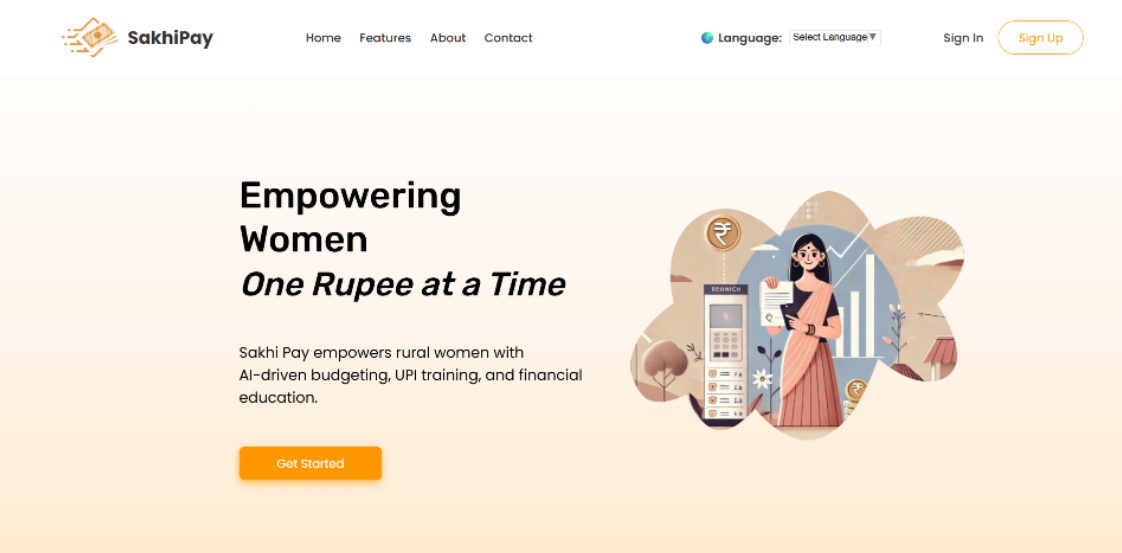 SakhiPay
Home Features About Contact
Language: Select Language▼
Sign In Sign Up
Empowering
Women
One Rupee at a Time
Sakhi Pay empowers rural women with
AI-driven budgeting, UPI training, and financial
education.
Get Started
₹